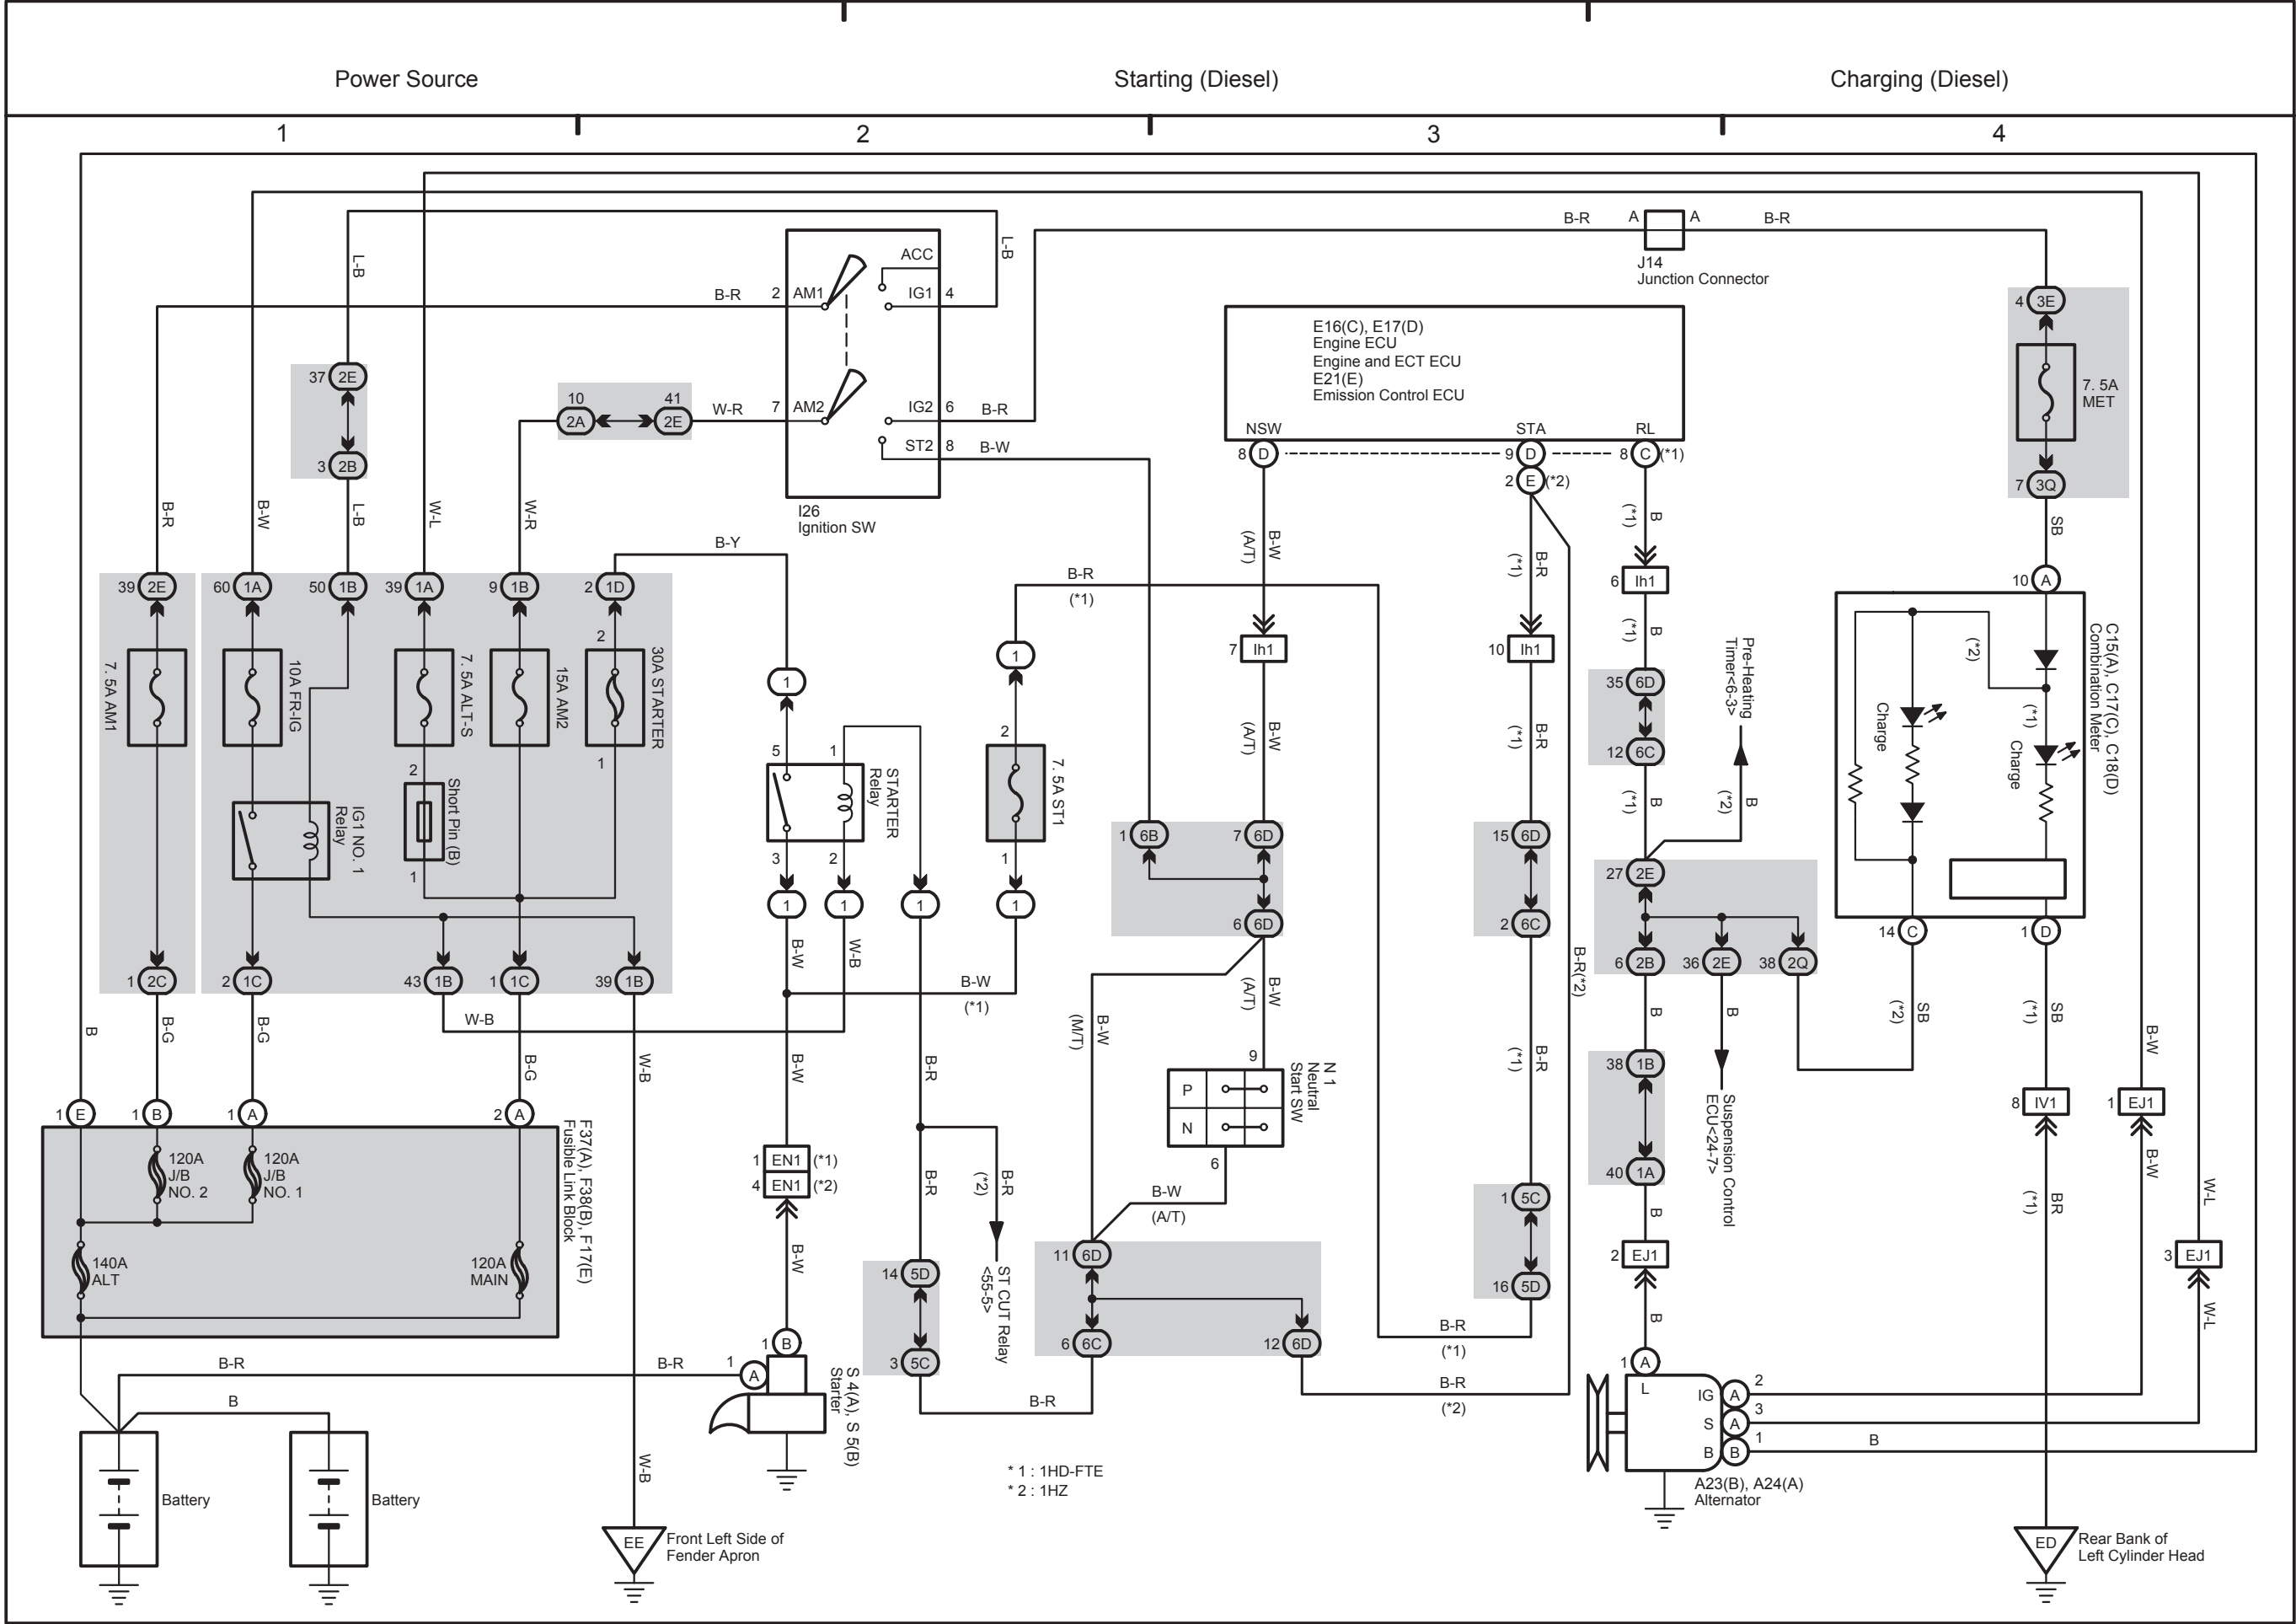 Power Source
Starting (Diesel)
Charging (Diesel)
1
2
3
4
B-R
A
A
B-R
J14
Junction Connector
L-B
L-B
ACC
B-R
2
AM1
IG1
4
W-R
7
AM2
IG2
6
B-R
ST2
8
B-W
I26
Ignition SW
37
2E
3
2B
10
2A
41
2E
E16(C), E17(D)
Engine ECU
Engine and ECT ECU
E21(E)
Emission Control ECU
NSW
STA
RL
8
D
9
D
8
C
(*1)
2
E
(*2)
4
3E
7. 5A
MET
7
3Q
SB
10
A
B-R
B-W
L-B
W-L
W-R
B-Y
B-R
(*1)
B-W
(A/T)
B-R
(*1)
B
(*1)
39
2E
60
1A
50
1B
39
1A
9
1B
2
1D
2
1
7. 5A AM1
10A FR-IG
7. 5A ALT-S
15A AM2
30A STARTER
IG1 NO. 1
Relay
2
Short Pin (B)
1
1
2C
2
1C
43
1B
1
1C
39
1B
1
5
1
STARTER
Relay
3
2
1
1
1
1
2
7. 5A ST1
1
1
7
Ih1
10
Ih1
6
Ih1
B
(*1)
B-W
(A/T)
B-R
(*1)
35
6D
12
6C
B
(*1)
Pre-Heating
Timer<6-3>
B
(*2)
1
6B
7
6D
6
6D
15
6D
2
6C
27
2E
6
2B
36
2E
38
2Q
C15(A), C17(C), C18(D)
Combination Meter
Charge
(*2)
(*1)
Charge
14
C
1
D
B-W
W-B
B-W
(*1)
W-B
B
B-G
B-G
B-G
W-B
B-W
B-R
B-W
(M/T)
B-W
(A/T)
B-R
(*1)
B-R(*2)
B
B
SB
(*2)
SB
(*1)
B-W
9
P
N
6
N 1
Neutral
Start SW
B-W
(A/T)
38
1B
40
1A
Suspension Control
ECU<24-7>
8
IV1
1
EJ1
B-W
BR
(*1)
W-L
1
E
1
B
1
A
2
A
120A
J/B
NO. 2
120A
J/B
NO. 1
140A
ALT
120A
MAIN
F37(A), F38(B), F17(E)
Fusible Link Block
1
EN1
(*1)
4
EN1
(*2)
B-W
B-R
B-R
(*2)
ST CUT Relay
<55-5>
14
5D
3
5C
11
6D
6
6C
12
6D
1
5C
16
5D
B
2
EJ1
B
3
EJ1
W-L
B-R
B-R
1
A
1
B
S 4(A), S 5(B)
Starter
B
B-R
B-R
(*1)
B-R
(*2)
1
A
L
IG
A
2
S
A
3
B
B
1
B
A23(B), A24(A)
Alternator
Battery
Battery
W-B
EE
Front Left Side of
Fender Apron
* 1 : 1HD-FTE
* 2 : 1HZ
ED
Rear Bank of
Left Cylinder Head